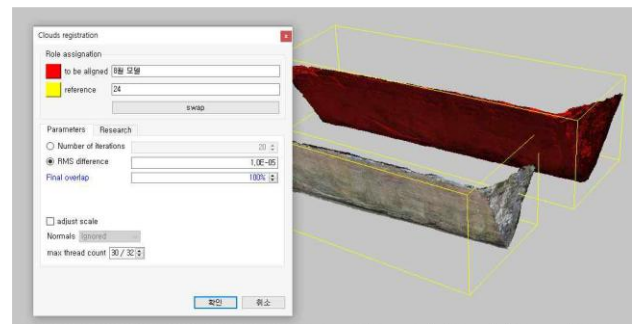 Clouds registration
Role assignation
to be aligned 8월 모델
reference 24
swap
Parameters Research
Number of iterations 20
RMS difference 1,0E-05
Final overlap 100%
adjust scale
Normals Ignored
max thread count 30 / 32
확인 취소